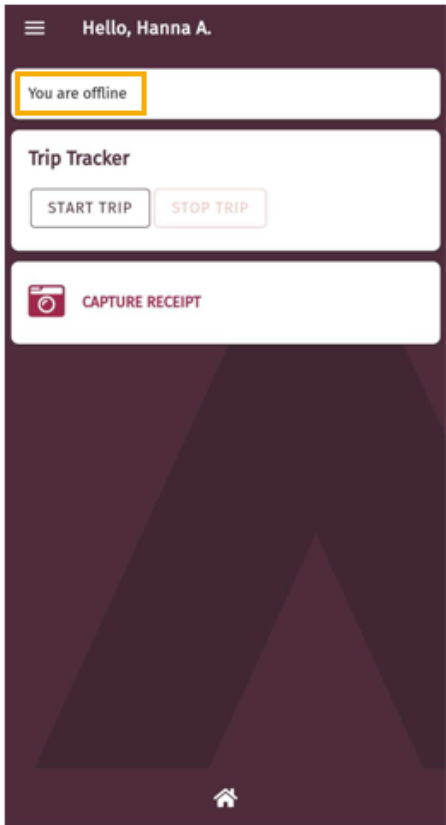 Hello, Hanna A.
You are offline
Trip Tracker
START TRIP STOP TRIP
CAPTURE RECEIPT